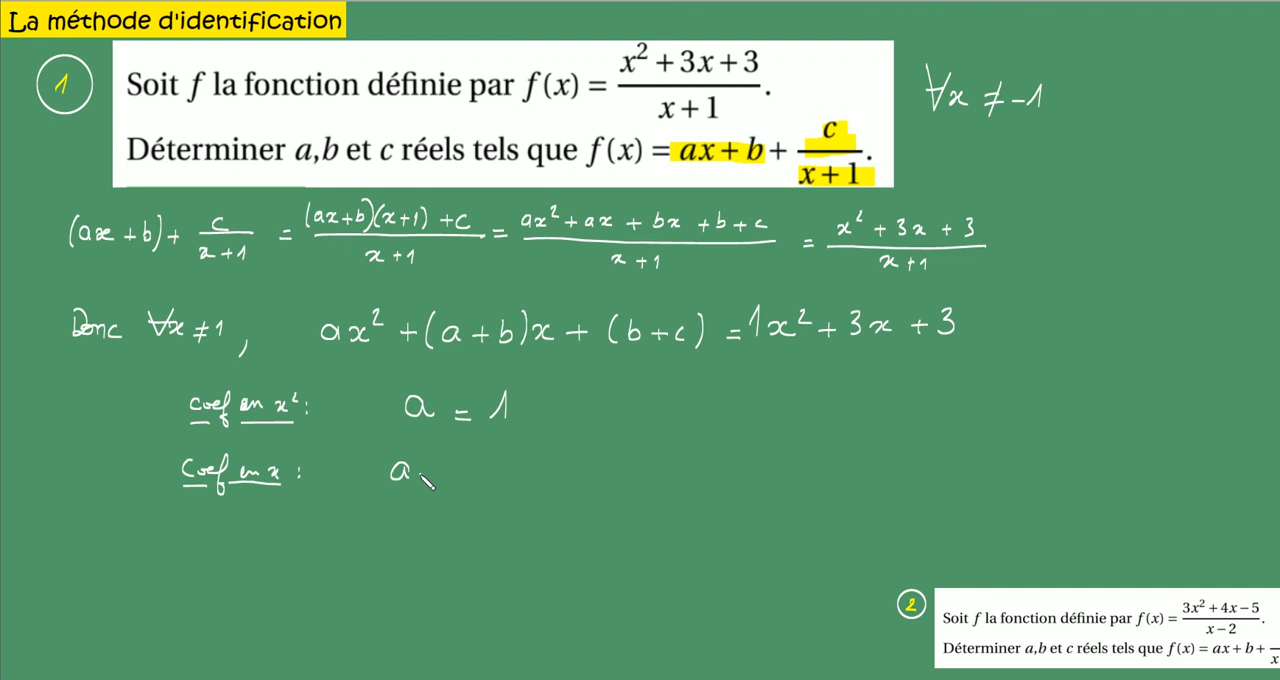 La méthode d'identification
1
Soit f la fonction définie par f(x) = (x² + 3x + 3)/(x + 1).
∀x ≠ -1
Déterminer a,b et c réels tels que f(x) = ax + b + c/(x + 1).
(ax + b) + c/(x + 1) = ((ax+b)(x+1) + c)/(x + 1) = (ax² + ax + bx + b + c)/(x + 1) = (x² + 3x + 3)/(x + 1)
Donc ∀x ≠ 1, ax² + (a + b)x + (b + c) = 1x² + 3x + 3
Coef en x² : a = 1
Coef en x : a
2
Soit f la fonction définie par f(x) = (3x² + 4x − 5)/(x − 2).
Déterminer a,b et c réels tels que f(x) = ax + b + /x